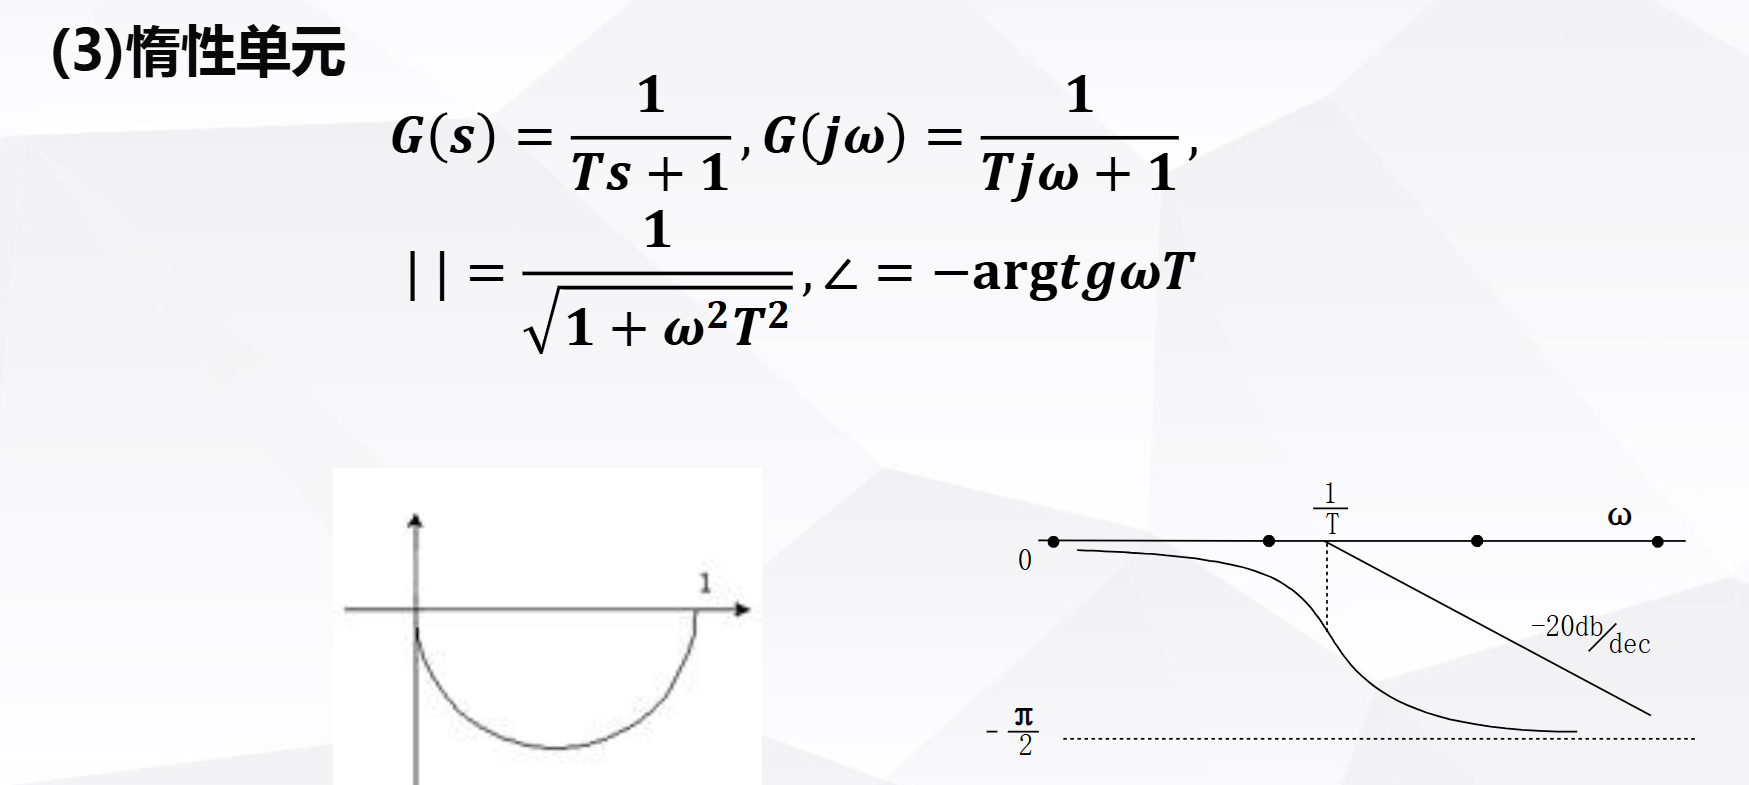 (3)惰性单元
G(s) = 1/(Ts + 1), G(jω) = 1/(Tjω + 1),
| | = 1/√(1 + ω²T²), ∠ = −argtgωT
1
1/T
ω
0
-20db/dec
-π/2